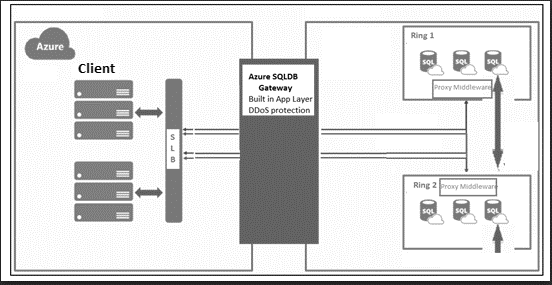 Azure
Client
S
L
B
Azure SQLDB
Gateway
Built in App Layer
DDoS protection
Ring 1
SQL
SQL
SQL
Proxy Middleware
Ring 2
Proxy Middleware
SQL
SQL
SQL